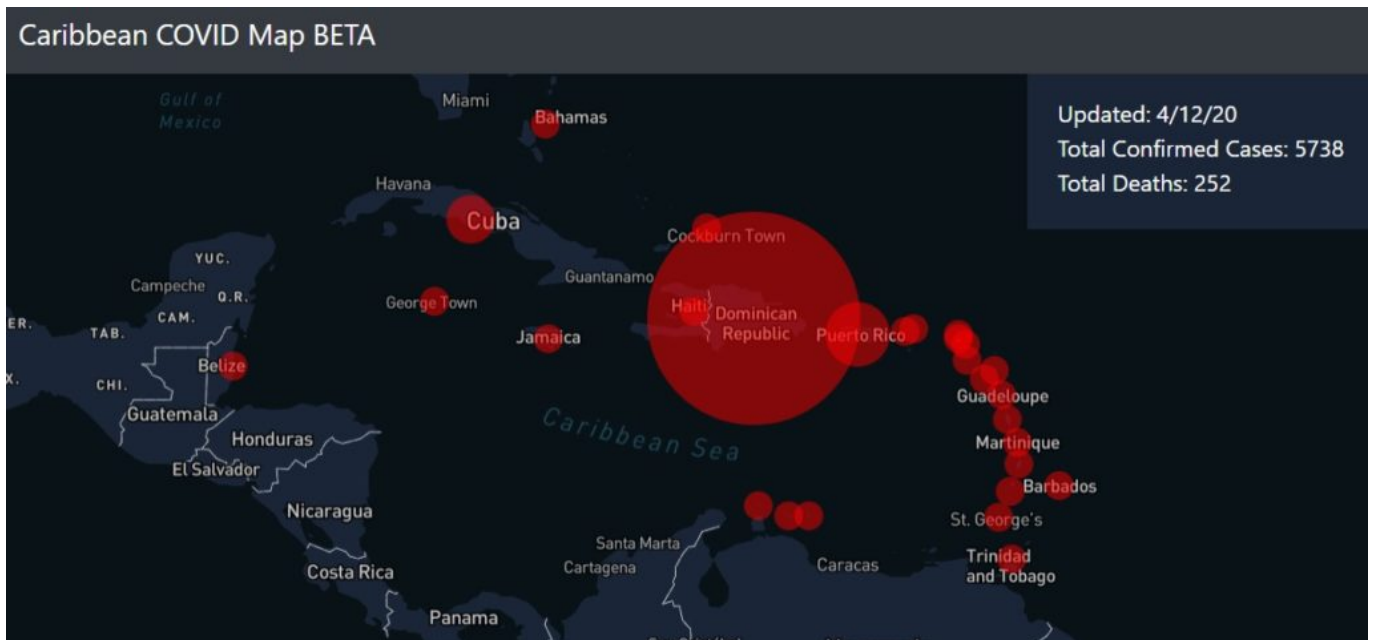 Caribbean COVID Map BETA
Updated: 4/12/20
Total Confirmed Cases: 5738
Total Deaths: 252
Gulf of
Mexico
Miami
Bahamas
Havana
Cuba
Cockburn Town
YUC.
Campeche
Q.R.
Guantanamo
George Town
Haiti
Dominican
Republic
CAM.
ER.
TAB.
Jamaica
Puerto Rico
Belize
X.
CHI.
Guadeloupe
Guatemala
Caribbean Sea
Honduras
Martinique
El Salvador
Barbados
Nicaragua
St. George's
Santa Marta
Trinidad
and Tobago
Cartagena
Caracas
Costa Rica
Panama